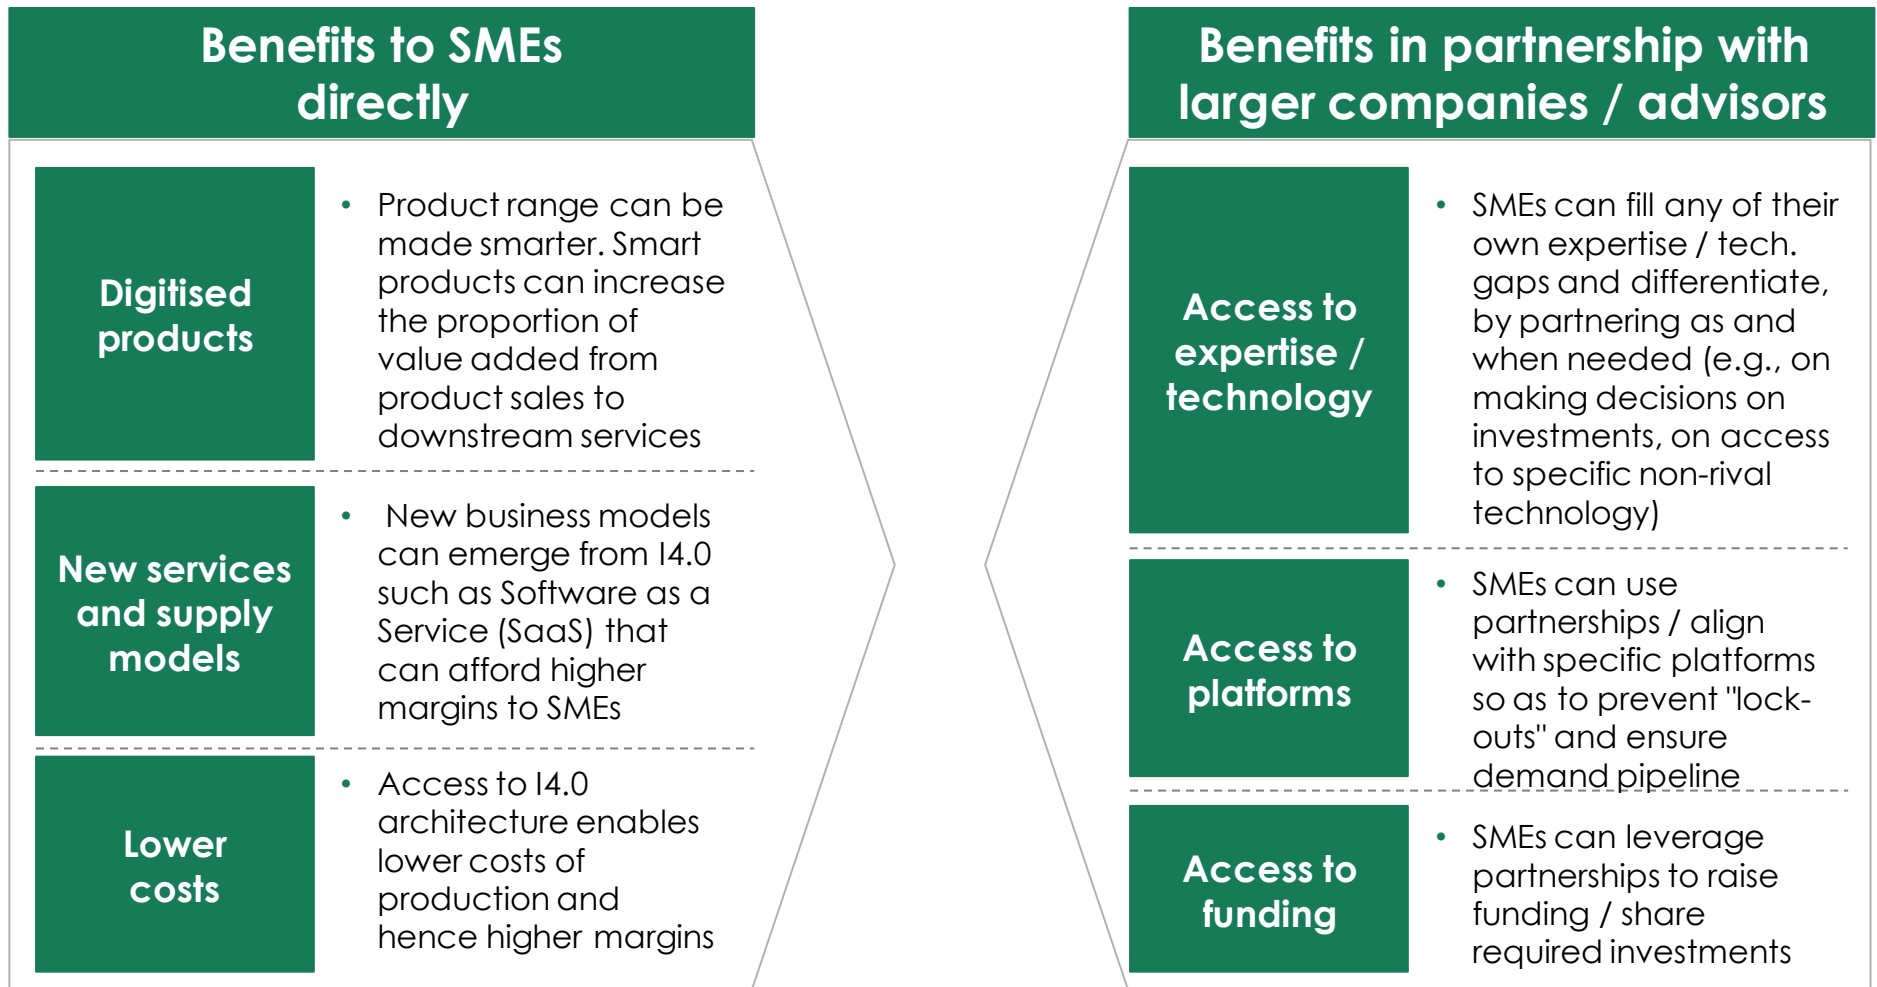 Benefits to SMEs
directly
Digitised
products
• Product range can be
made smarter. Smart
products can increase
the proportion of
value added from
product sales to
downstream services
New services
and supply
models
• New business models
can emerge from I4.0
such as Software as a
Service (SaaS) that
can afford higher
margins to SMEs
Lower
costs
• Access to I4.0
architecture enables
lower costs of
production and
hence higher margins
Benefits in partnership with
larger companies / advisors
Access to
expertise /
technology
• SMEs can fill any of their
own expertise / tech.
gaps and differentiate,
by partnering as and
when needed (e.g., on
making decisions on
investments, on access
to specific non-rival
technology)
Access to
platforms
• SMEs can use
partnerships / align
with specific platforms
so as to prevent "lock-
outs" and ensure
demand pipeline
Access to
funding
• SMEs can leverage
partnerships to raise
funding / share
required investments